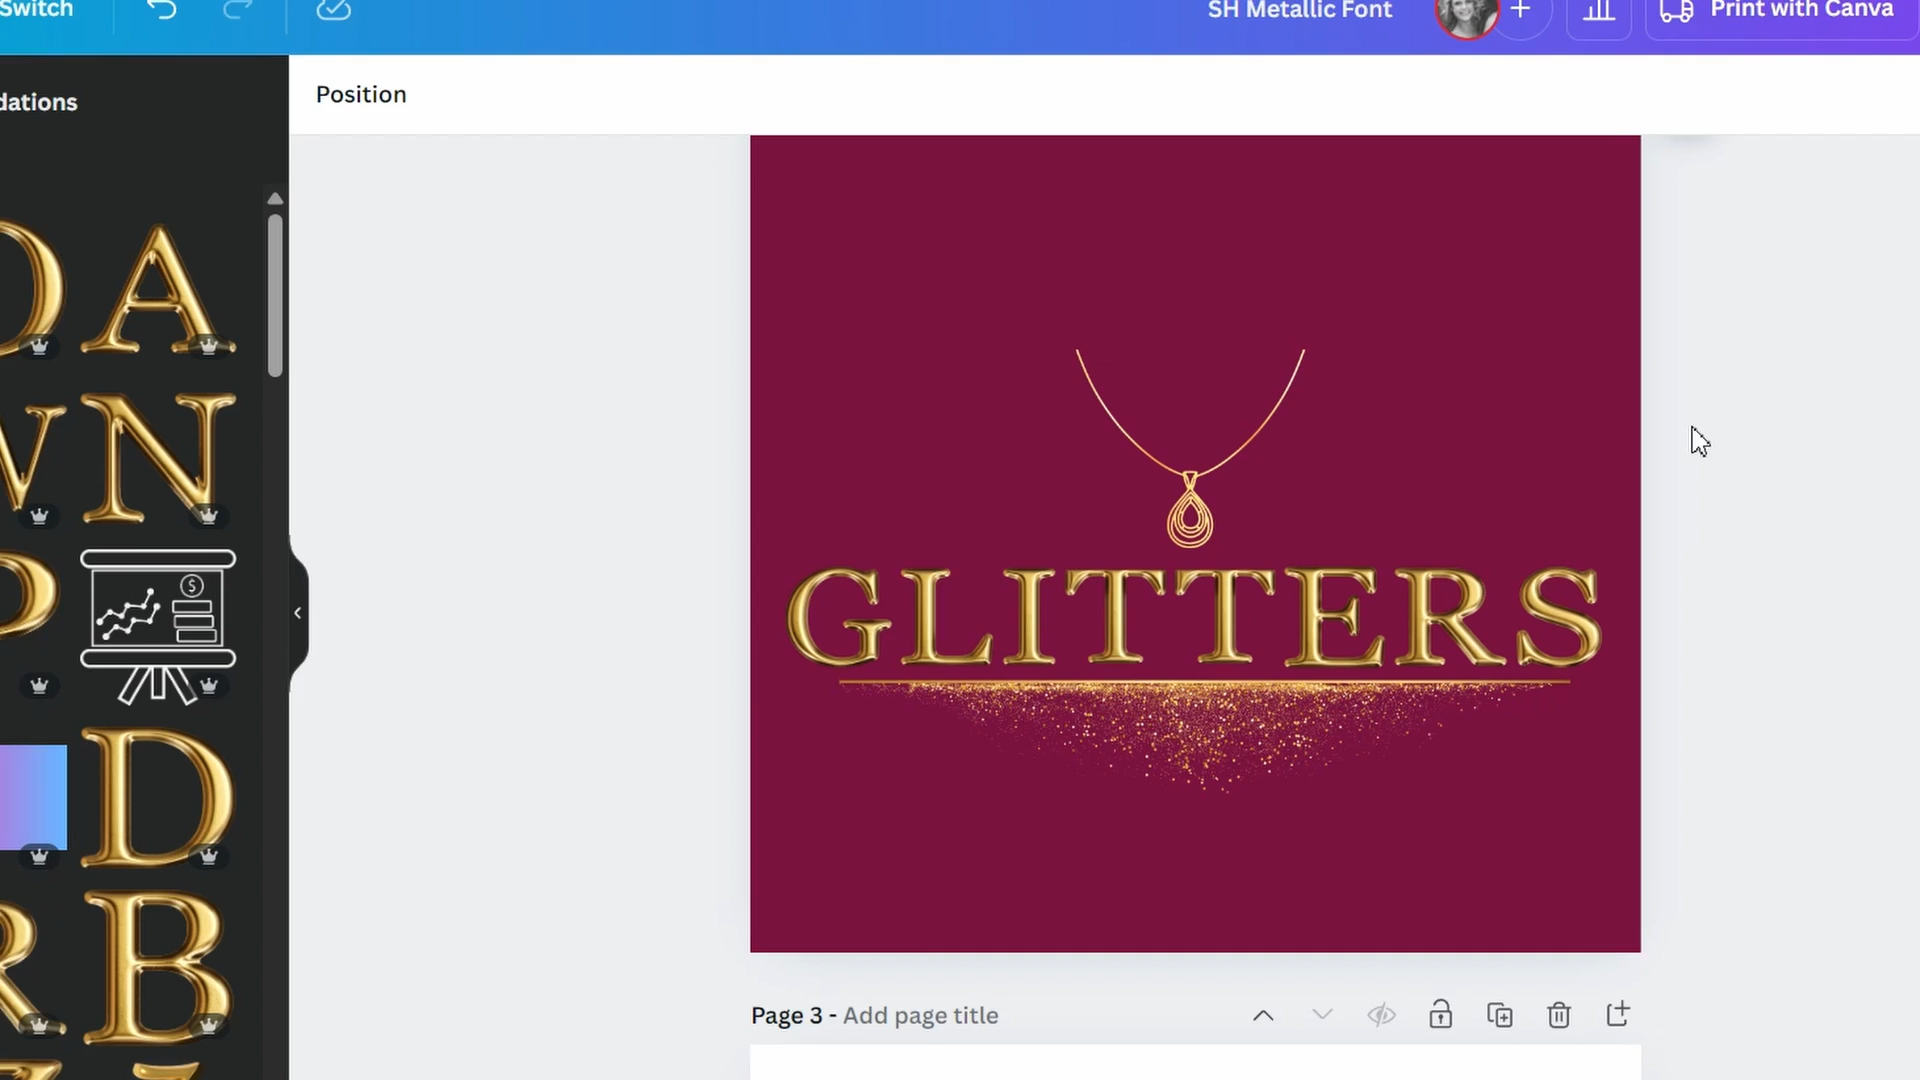 Switch
SH Metallic Font
Print with Canva
dations
Position
A
N
D
B
GLITTERS
Page 3 - Add page title